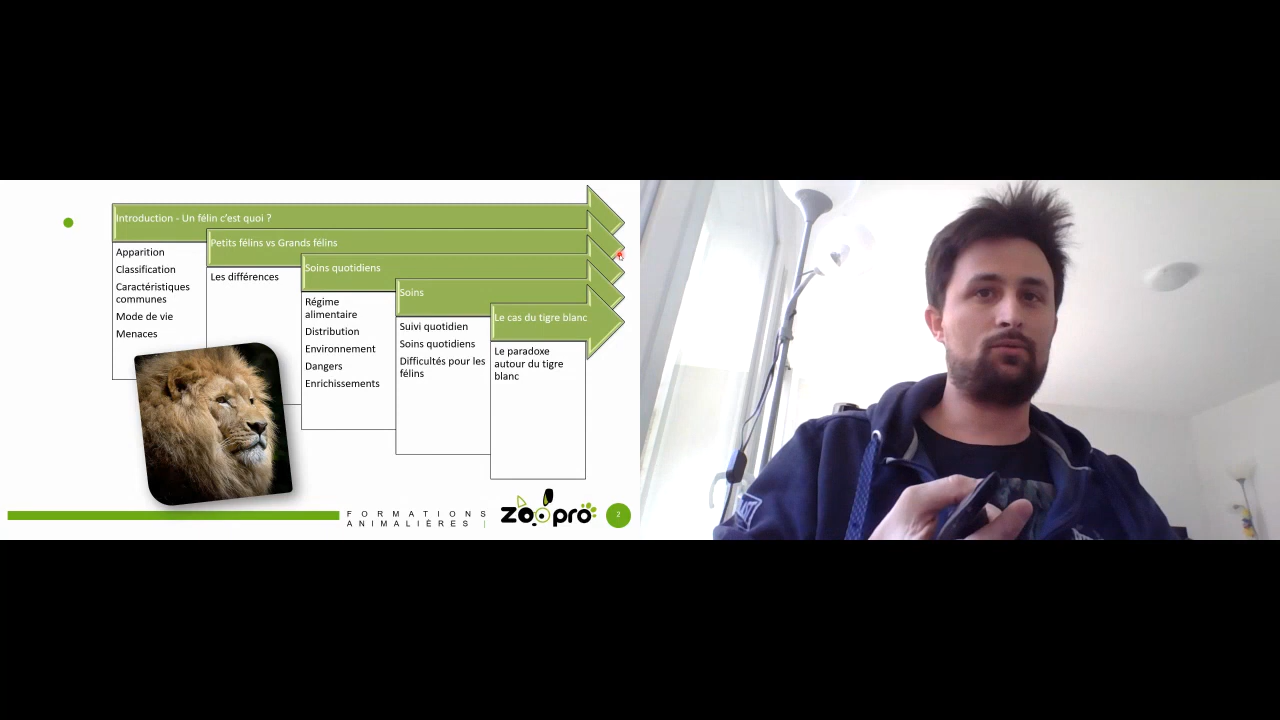 Introduction - Un félin c'est quoi ?
Apparition
Classification
Caractéristiques
communes
Mode de vie
Menaces
Petits félins vs Grands félins
Les différences
Soins quotidiens
Régime
alimentaire
Distribution
Environnement
Dangers
Enrichissements
Soins
Suivi quotidien
Soins quotidiens
Difficultés pour les
félins
Le cas du tigre blanc
Le paradoxe
autour du tigre
blanc
FORMATIONS
ANIMALIÈRES |
zoopro
2